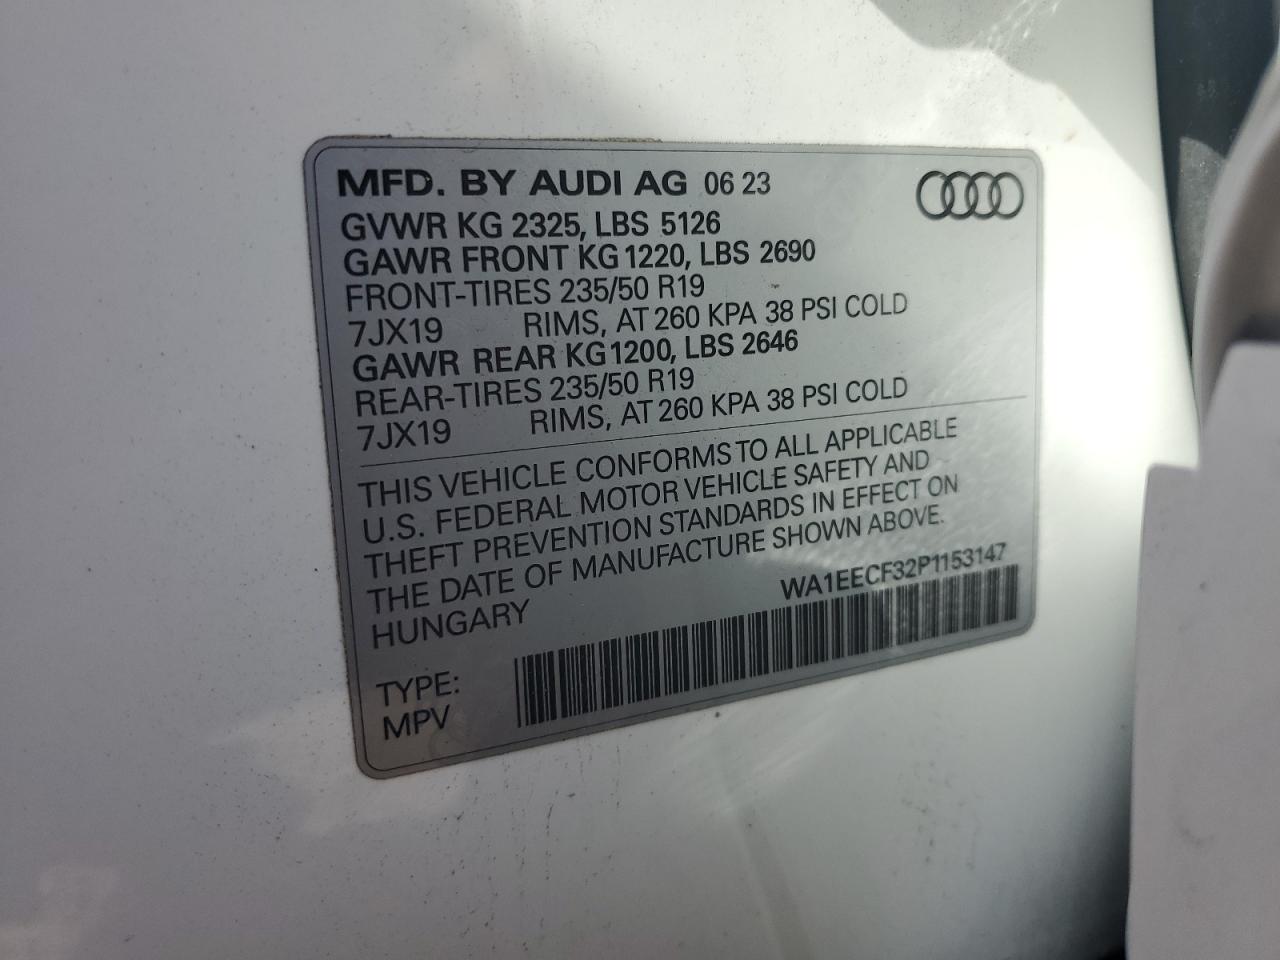 MFD. BY AUDI AG 06 23
GVWR KG 2325, LBS 5126
GAWR FRONT KG 1220, LBS 2690
FRONT-TIRES 235/50 R19
7JX19 RIMS, AT 260 KPA 38 PSI COLD
GAWR REAR KG 1200, LBS 2646
REAR-TIRES 235/50 R19
7JX19 RIMS, AT 260 KPA 38 PSI COLD
THIS VEHICLE CONFORMS TO ALL APPLICABLE
U.S. FEDERAL MOTOR VEHICLE SAFETY AND
THEFT PREVENTION STANDARDS IN EFFECT ON
THE DATE OF MANUFACTURE SHOWN ABOVE.
HUNGARY
WA1EECF32P1153147
TYPE:
MPV